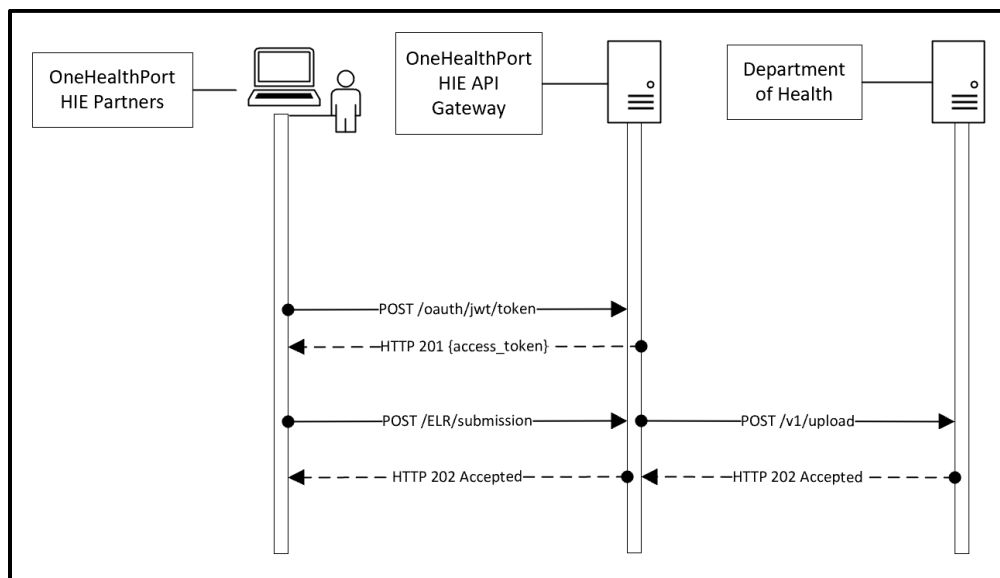 OneHealthPort
HIE Partners
OneHealthPort
HIE API
Gateway
Department
of Health
POST /oauth/jwt/token
HTTP 201 {access_token}
POST /ELR/submission
POST /v1/upload
HTTP 202 Accepted
HTTP 202 Accepted